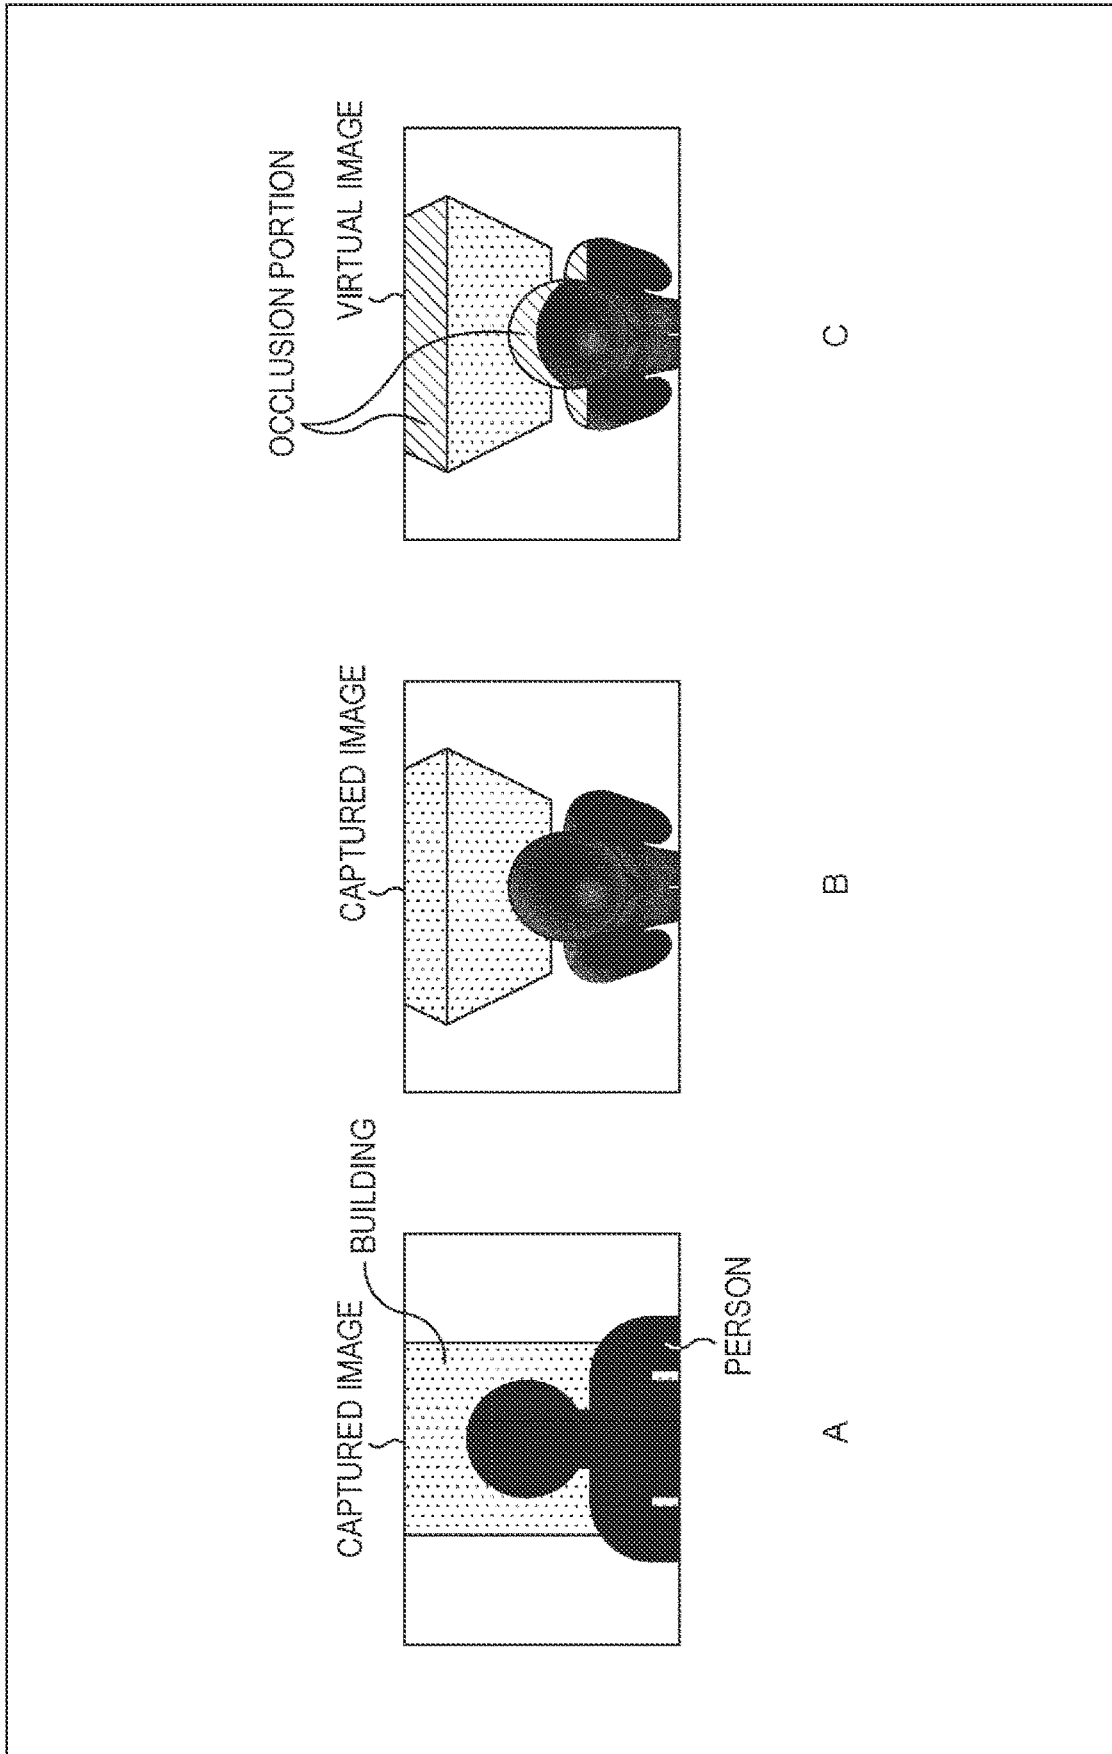 CAPTURED IMAGE
BUILDING
PERSON
A
CAPTURED IMAGE
B
OCCLUSION PORTION
VIRTUAL IMAGE
C